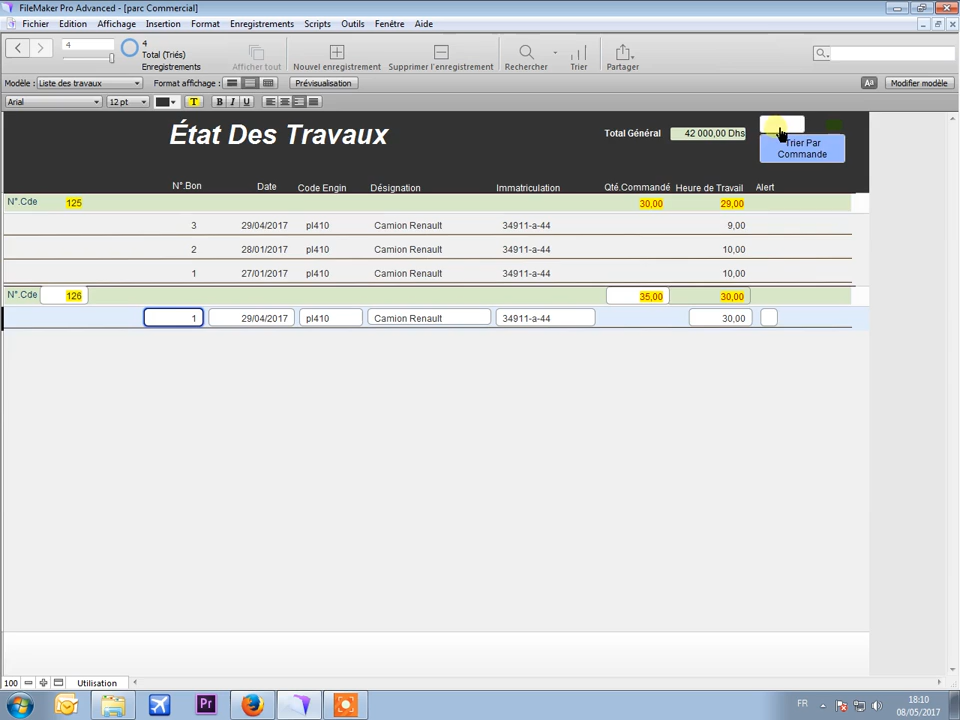 FileMaker Pro Advanced - [parc Commercial]
Fichier Edition Affichage Insertion Format Enregistrements Scripts Outils Fenêtre Aide
4
4
Total (Triés)
Enregistrements
Afficher tout
Nouvel enregistrement
Supprimer l'enregistrement
Rechercher
Trier
Partager
Modèle : Liste des travaux Format affichage : Prévisualisation Aa Modifier modèle
Arial 12 pt T B I U
État Des Travaux
Total Général 42 000,00 Dhs
Trier Par
Commande
N°.Bon Date Code Engin Désignation Immatriculation Qté.Commandé Heure de Travail Alert
N°.Cde 125 30,00 29,00
3 29/04/2017 pl410 Camion Renault 34911-a-44 9,00
2 28/01/2017 pl410 Camion Renault 34911-a-44 10,00
1 27/01/2017 pl410 Camion Renault 34911-a-44 10,00
N°.Cde 126 35,00 30,00
1 29/04/2017 pl410 Camion Renault 34911-a-44 30,00
100 Utilisation
Pr
FR 18:10
08/05/2017